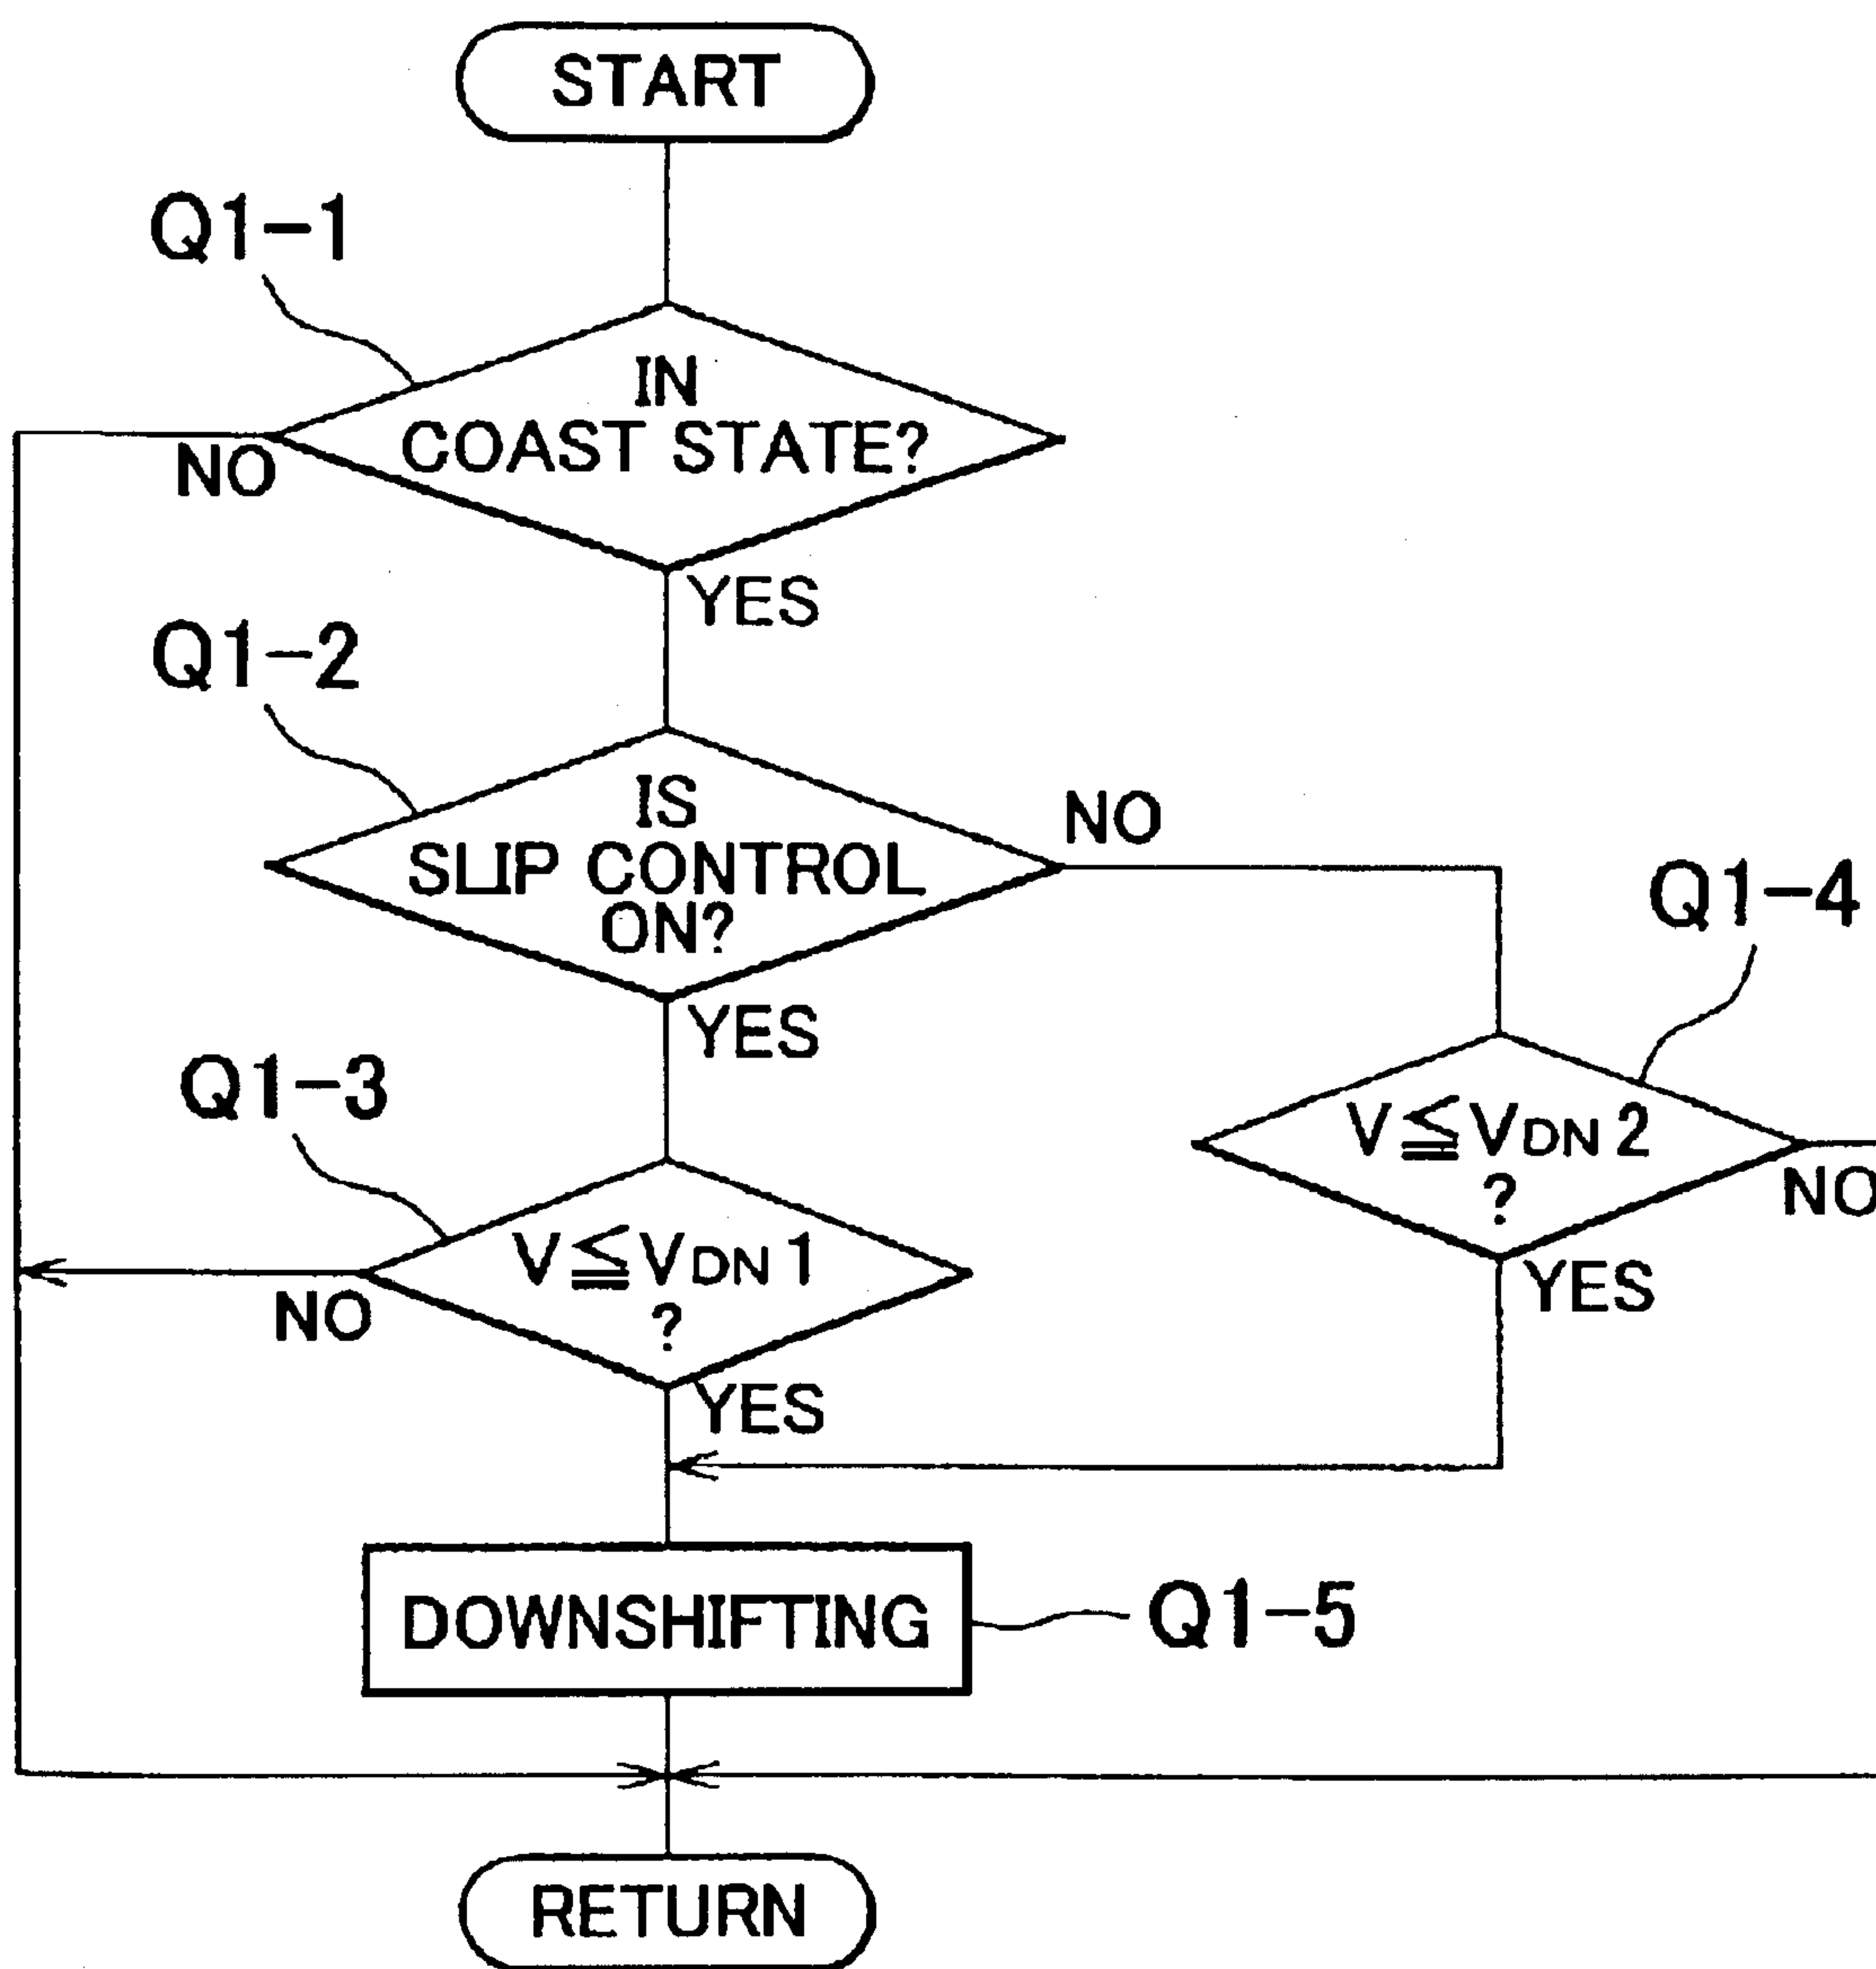 START
Q1-1
IN
COAST STATE?
NO
YES
Q1-2
IS
SLIP CONTROL
ON?
NO
YES
Q1-4
V≦VDN 2
?
NO
YES
Q1-3
V≦VDN 1
?
NO
YES
DOWNSHIFTING
Q1-5
RETURN